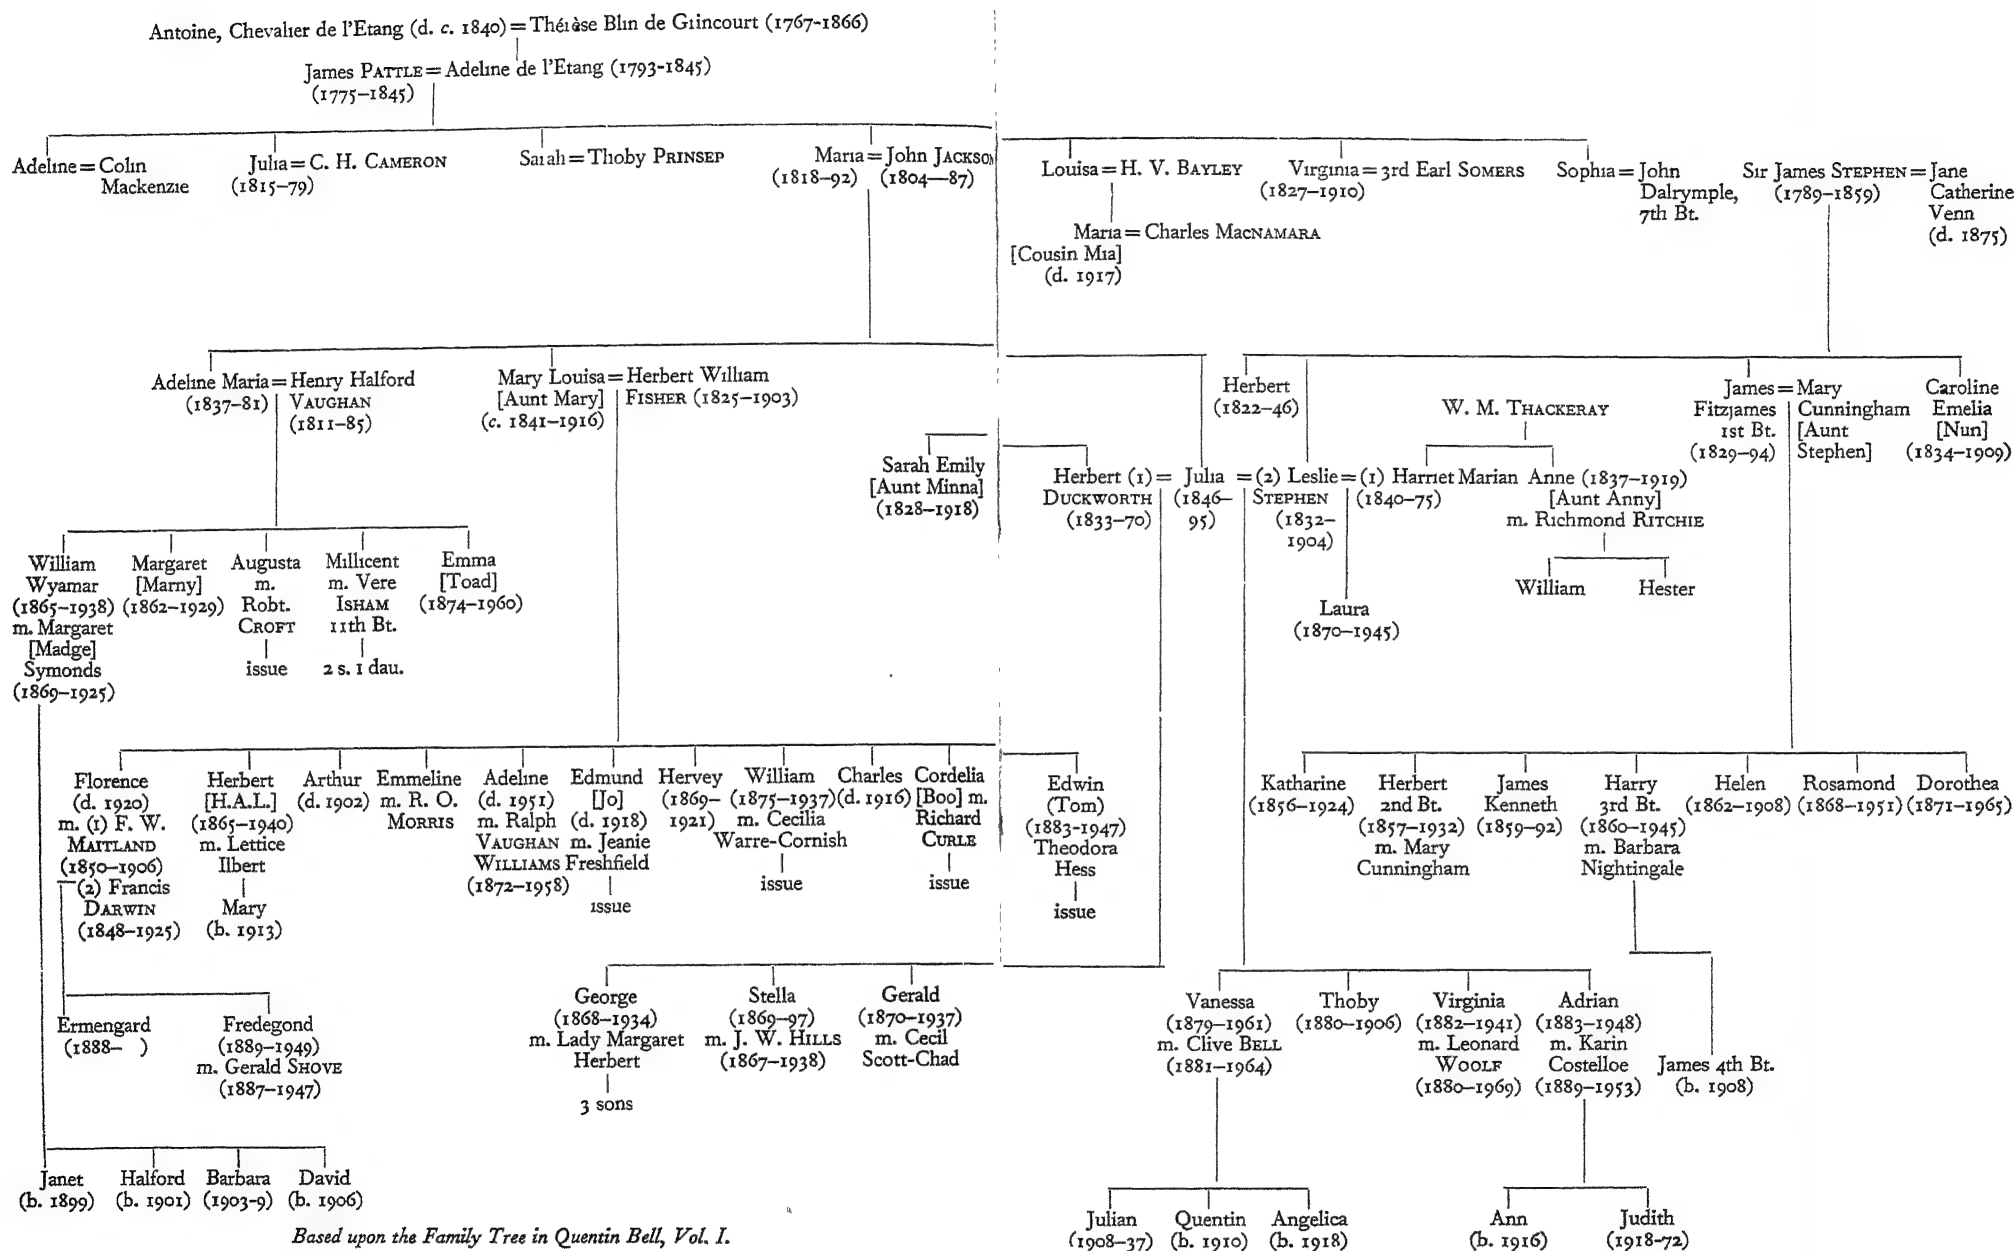 Antoine, Chevalier de l'Etang (d. c. 1840) = Thérèse Blin de Grincourt (1767-1866)
James PATTLE = Adeline de l'Etang (1793-1845)
(1775–1845)
Adeline = Colin
Mackenzie
Julia = C. H. CAMERON
(1815–79)
Sarah = Thoby PRINSEP
Maria = John JACKSON
(1818–92) (1804—87)
Louisa = H. V. BAYLEY
Virginia = 3rd Earl SOMERS
(1827–1910)
Sophia = John
Dalrymple,
7th Bt.
Sir James STEPHEN = Jane
(1789–1859) Catherine
Venn
(d. 1875)
Maria = Charles MACNAMARA
[Cousin Mia]
(d. 1917)
Adeline Maria = Henry Halford
(1837–81) VAUGHAN
(1811–85)
Mary Louisa = Herbert William
[Aunt Mary] FISHER (1825–1903)
(c. 1841–1916)
Herbert
(1822–46)
W. M. THACKERAY
James = Mary
Fitzjames Cunningham
1st Bt. [Aunt
(1829–94) Stephen]
Caroline
Emelia
[Nun]
(1834–1909)
Sarah Emily
[Aunt Minna]
(1828–1918)
Herbert (1) = Julia = (2) Leslie = (1) Harriet Marian Anne (1837–1919)
DUCKWORTH (1846– STEPHEN (1840–75) [Aunt Anny]
(1833–70) 95) (1832– m. Richmond RITCHIE
1904)
William Hester
Laura
(1870–1945)
William
Wyamar
(1865–1938)
m. Margaret
[Madge]
Symonds
(1869–1925)
Margaret
[Marny]
(1862–1929)
Augusta
m.
Robt.
CROFT
issue
Millicent
m. Vere
ISHAM
11th Bt.
2 s. 1 dau.
Emma
[Toad]
(1874–1960)
Florence
(d. 1920)
m. (1) F. W.
MAITLAND
(1850–1906)
(2) Francis
DARWIN
(1848–1925)
Herbert
[H.A.L.]
(1865–1940)
m. Lettice
Ilbert
Mary
(b. 1913)
Arthur
(d. 1902)
Emmeline
m. R. O.
MORRIS
Adeline
(d. 1951)
m. Ralph
VAUGHAN
WILLIAMS
(1872–1958)
Edmund
[Jo]
(d. 1918)
m. Jeanie
Freshfield
issue
Hervey
(1869–
1921)
William
(1875–1937)
m. Cecilia
Warre-Cornish
issue
Charles
(d. 1916)
Cordelia
[Boo] m.
Richard
CURLE
issue
Edwin
(Tom)
(1883-1947)
Theodora
Hess
issue
Katharine
(1856–1924)
Herbert
2nd Bt.
(1857–1932)
m. Mary
Cunningham
James
Kenneth
(1859–92)
Harry
3rd Bt.
(1860–1945)
m. Barbara
Nightingale
Helen
(1862–1908)
Rosamond
(1868–1951)
Dorothea
(1871–1965)
Ermengard
(1888– )
Fredegond
(1889–1949)
m. Gerald SHOVE
(1887–1947)
George
(1868–1934)
m. Lady Margaret
Herbert
3 sons
Stella
(1869–97)
m. J. W. HILLS
(1867–1938)
Gerald
(1870–1937)
m. Cecil
Scott-Chad
Vanessa
(1879–1961)
m. Clive BELL
(1881–1964)
Thoby
(1880–1906)
Virginia
(1882–1941)
m. Leonard
WOOLF
(1880–1969)
Adrian
(1883–1948)
m. Karin
Costelloe
(1889–1953)
James 4th Bt.
(b. 1908)
Janet
(b. 1899)
Halford
(b. 1901)
Barbara
(1903-9)
David
(b. 1906)
Julian
(1908-37)
Quentin
(b. 1910)
Angelica
(b. 1918)
Ann
(b. 1916)
Judith
(1918-72)
Based upon the Family Tree in Quentin Bell, Vol. I.